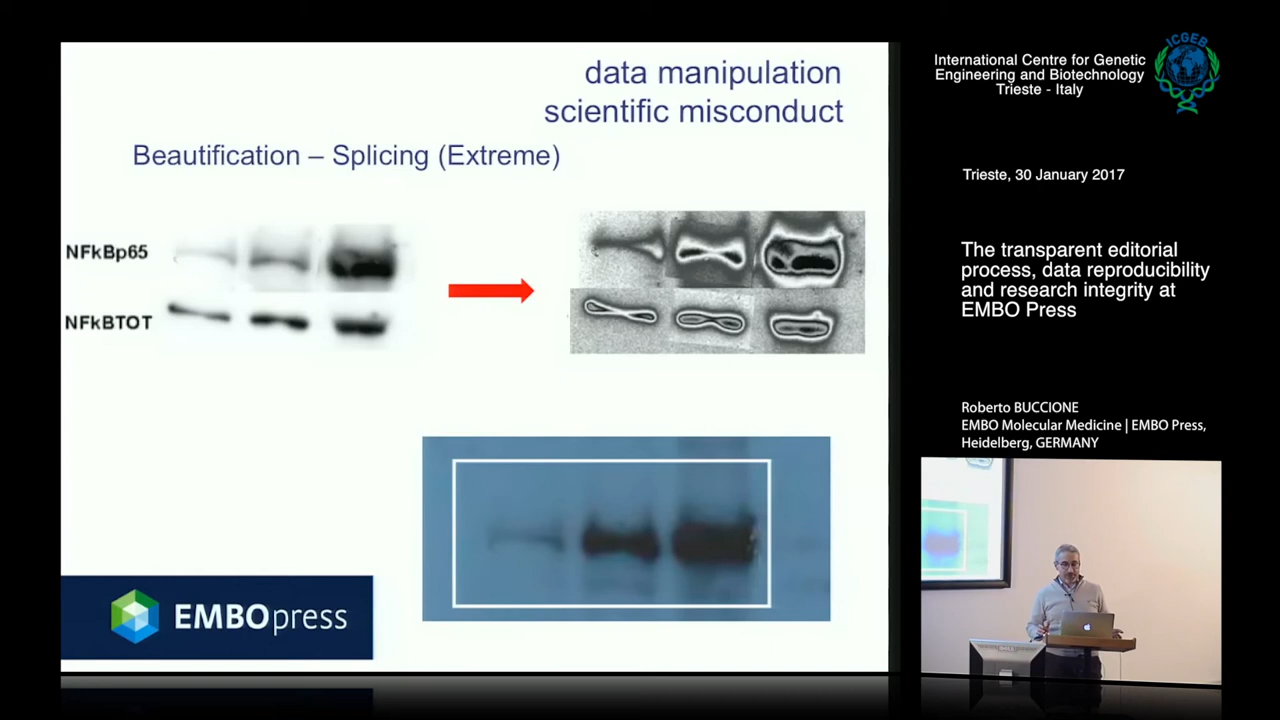 data manipulation
scientific misconduct
Beautification – Splicing (Extreme)
NFkBp65
NFkBTOT
EMBOpress
ICGEB
International Centre for Genetic
Engineering and Biotechnology
Trieste - Italy
Trieste, 30 January 2017
The transparent editorial
process, data reproducibility
and research integrity at
EMBO Press
Roberto BUCCIONE
EMBO Molecular Medicine | EMBO Press,
Heidelberg, GERMANY
DELL